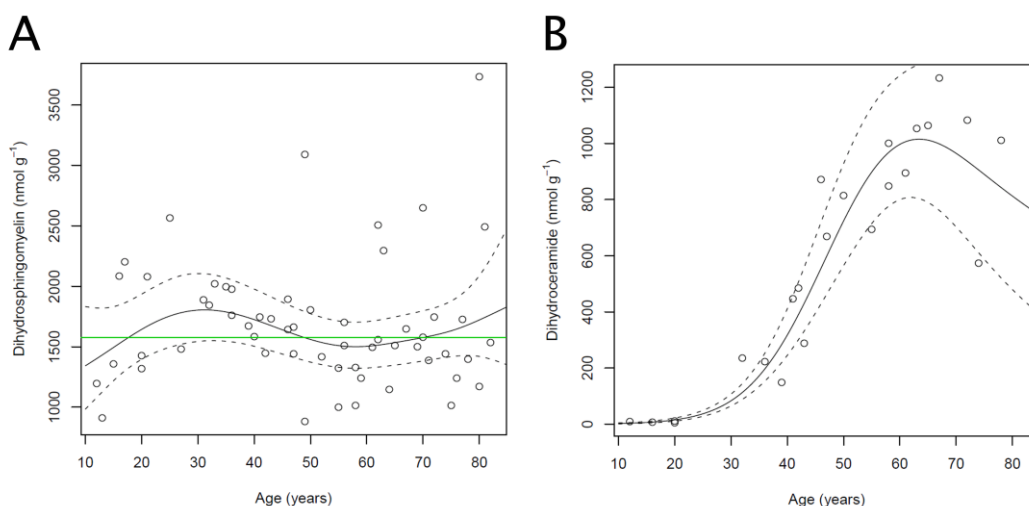 A
Dihydrosphingomyelin (nmol g⁻¹)
3500
3000
2500
2000
1500
1000
10 20 30 40 50 60 70 80
Age (years)
B
Dihydroceramide (nmol g⁻¹)
1200
1000
800
600
400
200
0
10 20 30 40 50 60 70 80
Age (years)